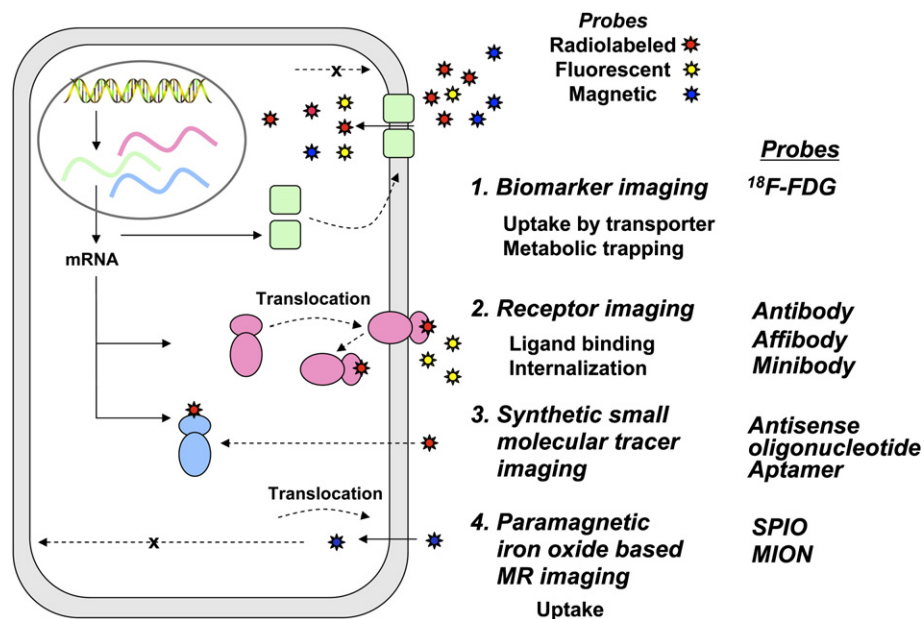 Probes
Radiolabeled
Fluorescent
Magnetic
x
Probes
1. Biomarker imaging
18F-FDG
Uptake by transporter
Metabolic trapping
mRNA
Translocation
2. Receptor imaging
Antibody
Ligand binding
Affibody
Internalization
Minibody
3. Synthetic small
molecular tracer
imaging
Antisense
oligonucleotide
Aptamer
Translocation
4. Paramagnetic
iron oxide based
MR imaging
SPIO
MION
x
Uptake